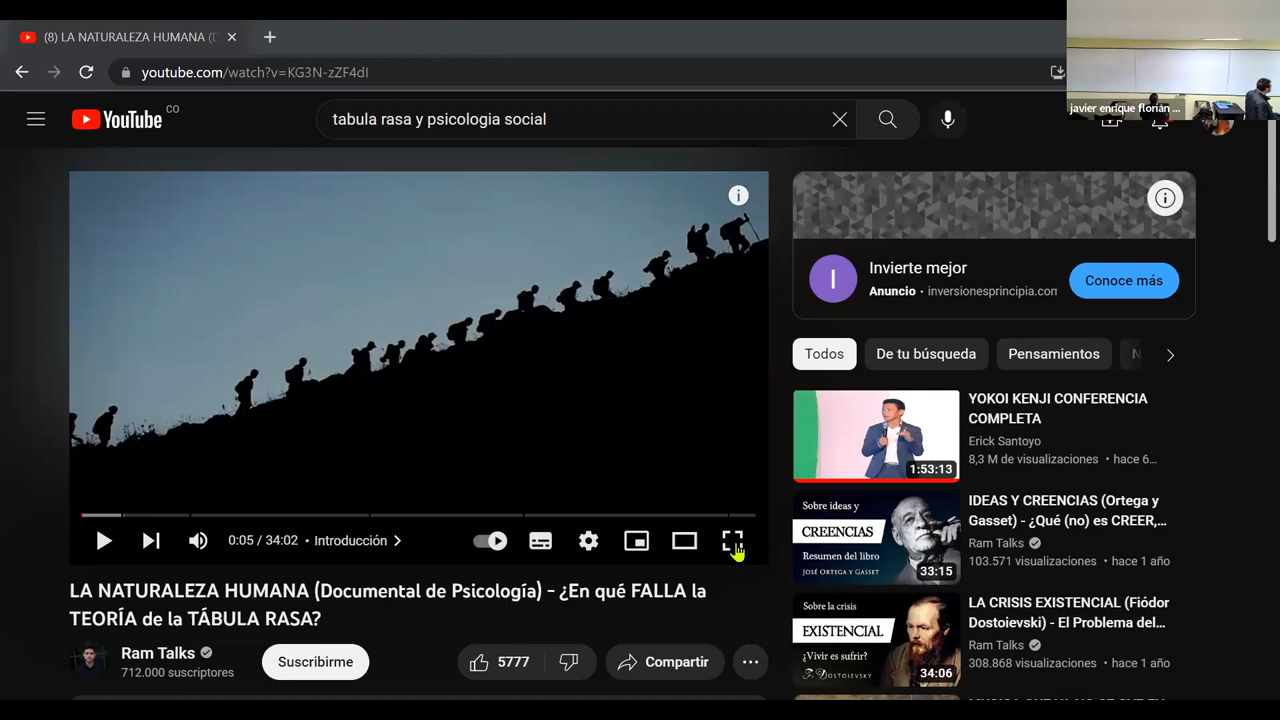 (8) LA NATURALEZA HUMANA (D
youtube.com/watch?v=KG3N-zZF4dI
javier enrique florián ...
YouTube CO
tabula rasa y psicologia social
Invierte mejor
Anuncio • inversionesprincipia.com
Conoce más
Todos
De tu búsqueda
Pensamientos
N
YOKOI KENJI CONFERENCIA
COMPLETA
Erick Santoyo
8,3 M de visualizaciones • hace 6...
1:53:13
Sobre ideas y
CREENCIAS
Resumen del libro
JOSÉ ORTEGA Y GASSET
33:15
IDEAS Y CREENCIAS (Ortega y
Gasset) - ¿Qué (no) es CREER,...
Ram Talks
103.571 visualizaciones • hace 1 año
Sobre la crisis
EXISTENCIAL
¿Vivir es sufrir?
F. DOSTOIEVSKY
34:06
LA CRISIS EXISTENCIAL (Fiódor
Dostoievski) - El Problema del...
Ram Talks
308.868 visualizaciones • hace 1 año
0:05 / 34:02 • Introducción
LA NATURALEZA HUMANA (Documental de Psicología) - ¿En qué FALLA la
TEORÍA de la TÁBULA RASA?
Ram Talks
712.000 suscriptores
Suscribirme
5777
Compartir